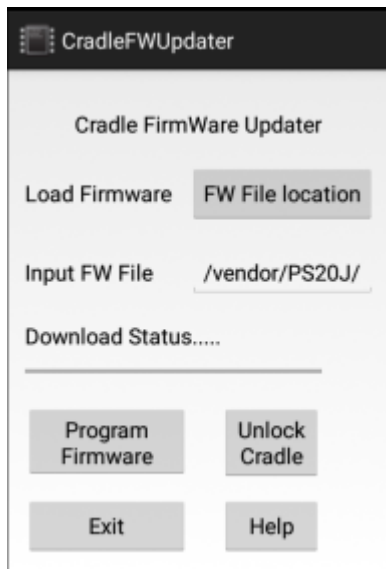 CradleFWUpdater
Cradle FirmWare Updater
Load Firmware FW File location
Input FW File /vendor/PS20J/
Download Status.....
Program Unlock
Firmware Cradle
Exit Help